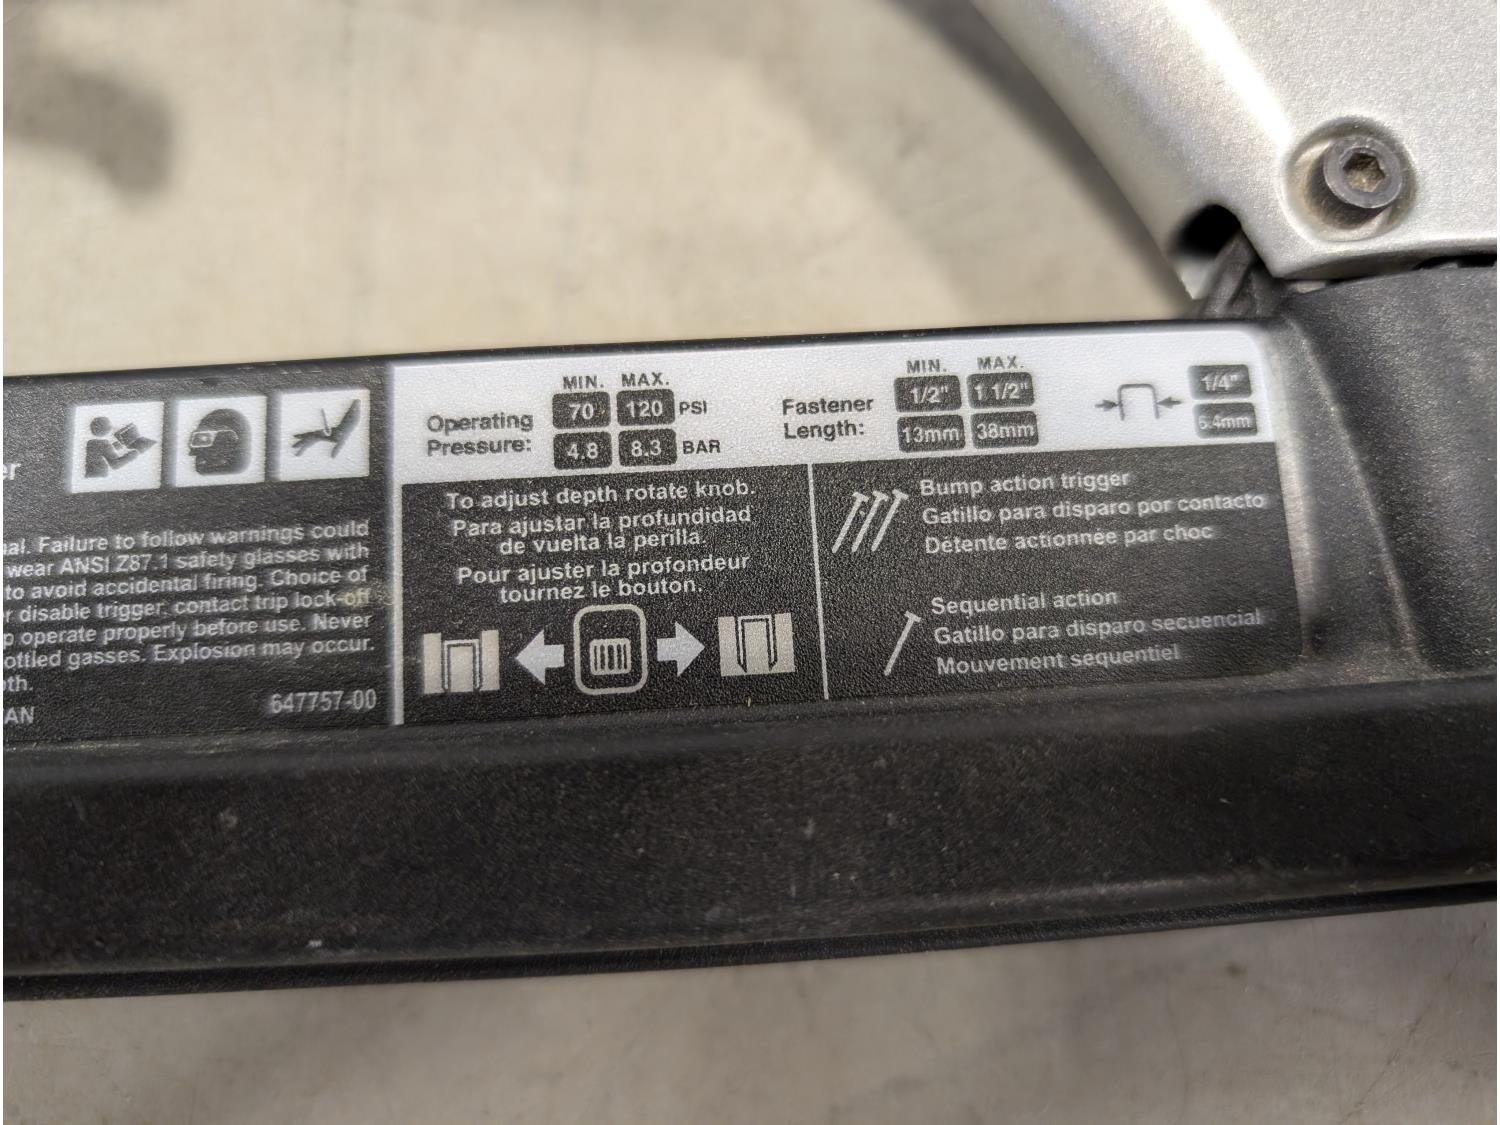 er
al. Failure to follow warnings could
wear ANSI Z87.1 safety glasses with
to avoid accidental firing. Choice of
r disable trigger, contact trip lock-off
p operate properly before use. Never
ottled gasses. Explosion may occur.
th.
AN
647757-00
MIN. MAX.
Operating Pressure:
70 120 PSI
4.8 8.3 BAR
Fastener Length:
MIN. MAX.
1/2" 1 1/2"
13mm 38mm
1/4"
6.4mm
To adjust depth rotate knob.
Para ajustar la profundidad
de vuelta la perilla.
Pour ajuster la profondeur
tournez le bouton.
Bump action trigger
Gatillo para disparo por contacto
Détente actionnée par choc
Sequential action
Gatillo para disparo secuencial
Mouvement séquentiel